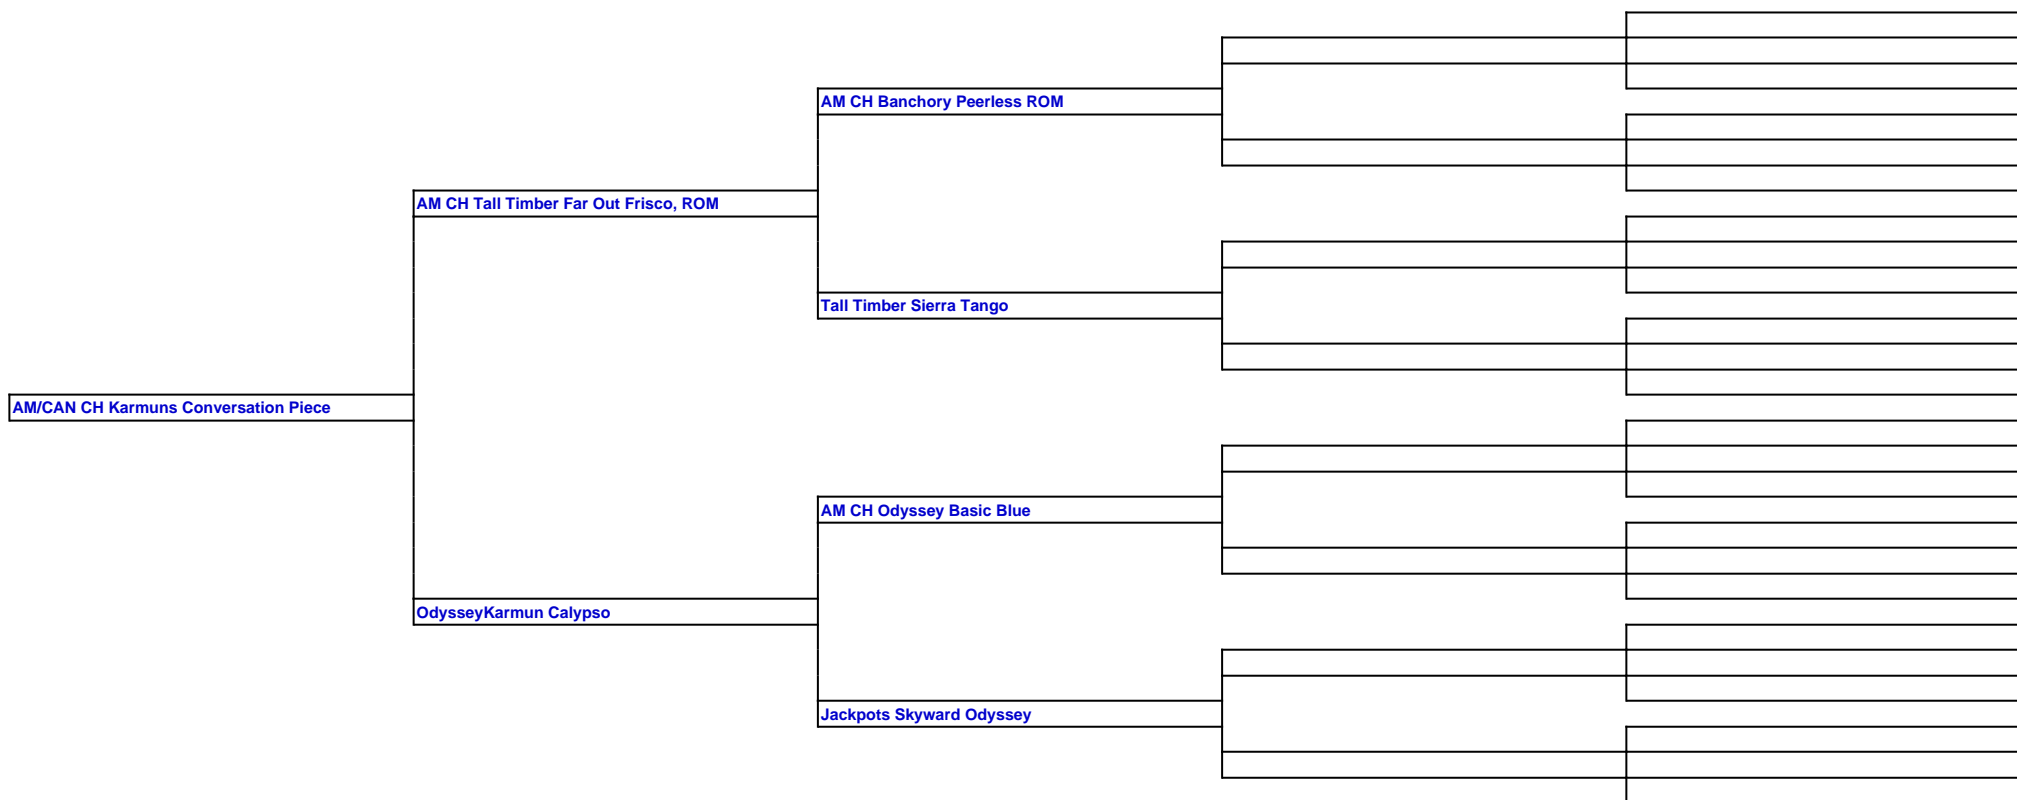 AM CH Banchory Peerless ROM
AM CH Tall Timber Far Out Frisco, ROM
Tall Timber Sierra Tango
AM/CAN CH Karmuns Conversation Piece
AM CH Odyssey Basic Blue
OdysseyKarmun Calypso
Jackpots Skyward Odyssey